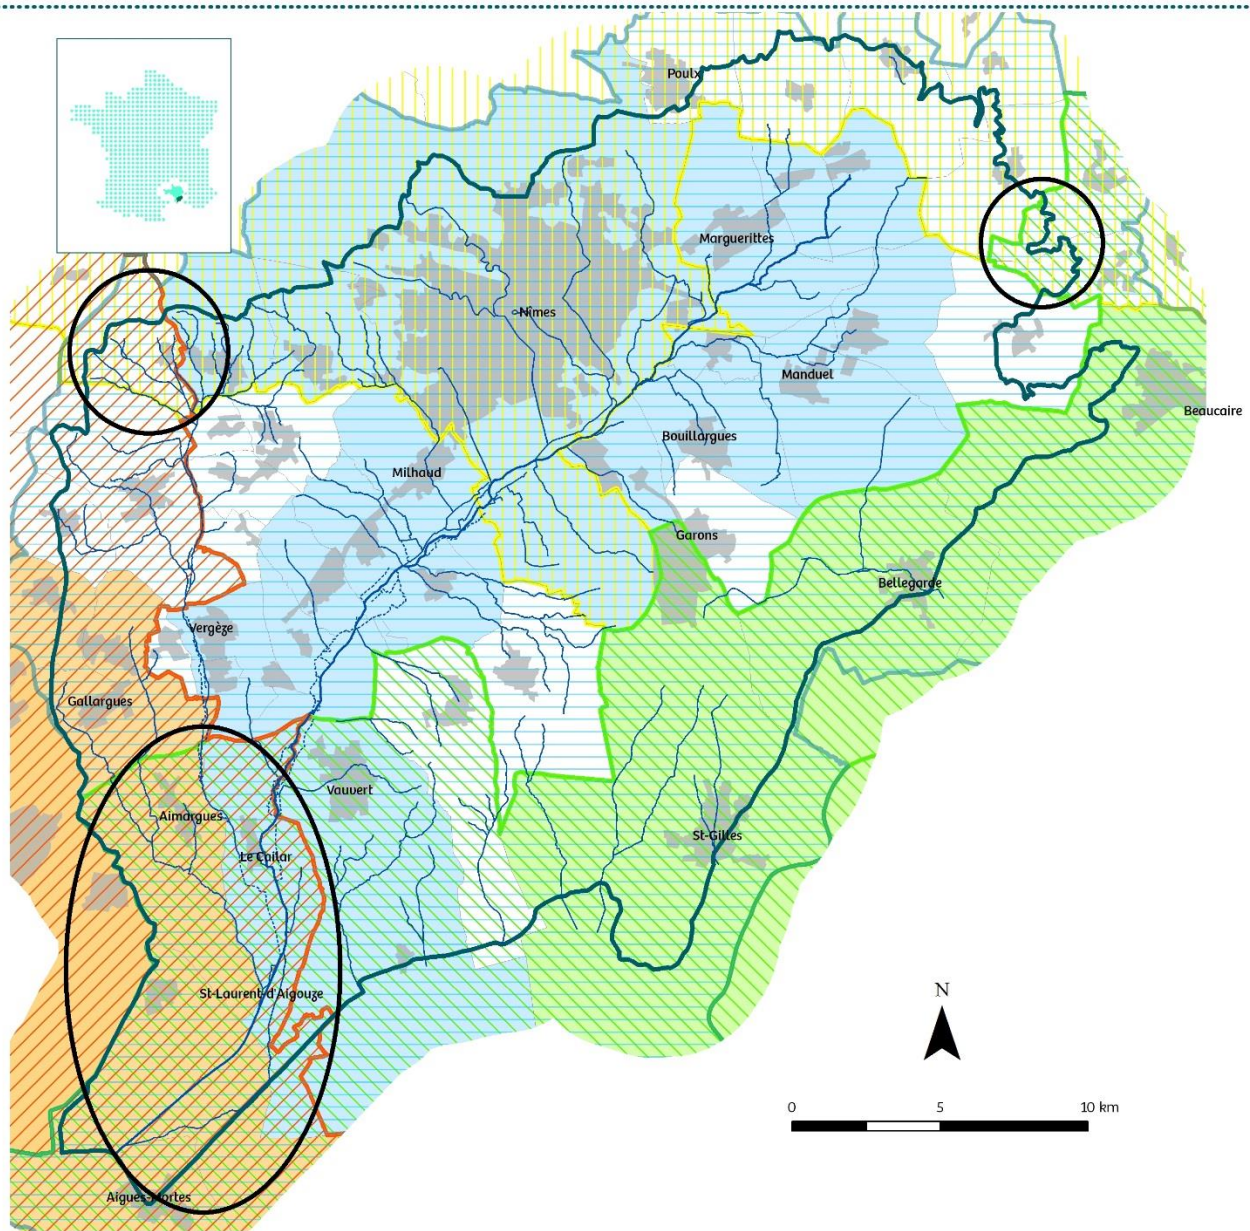 Poulx
Marguerittes
Nîmes
Manduel
Beaucaire
Bouillargues
Milhaud
Garons
Bellegarde
Vergèze
Gallargues
Vauvert
Aimargues
St-Gilles
Le Cailar
St-Laurent-d'Aigouze
N
0 5 10 km
Aigues-Mortes